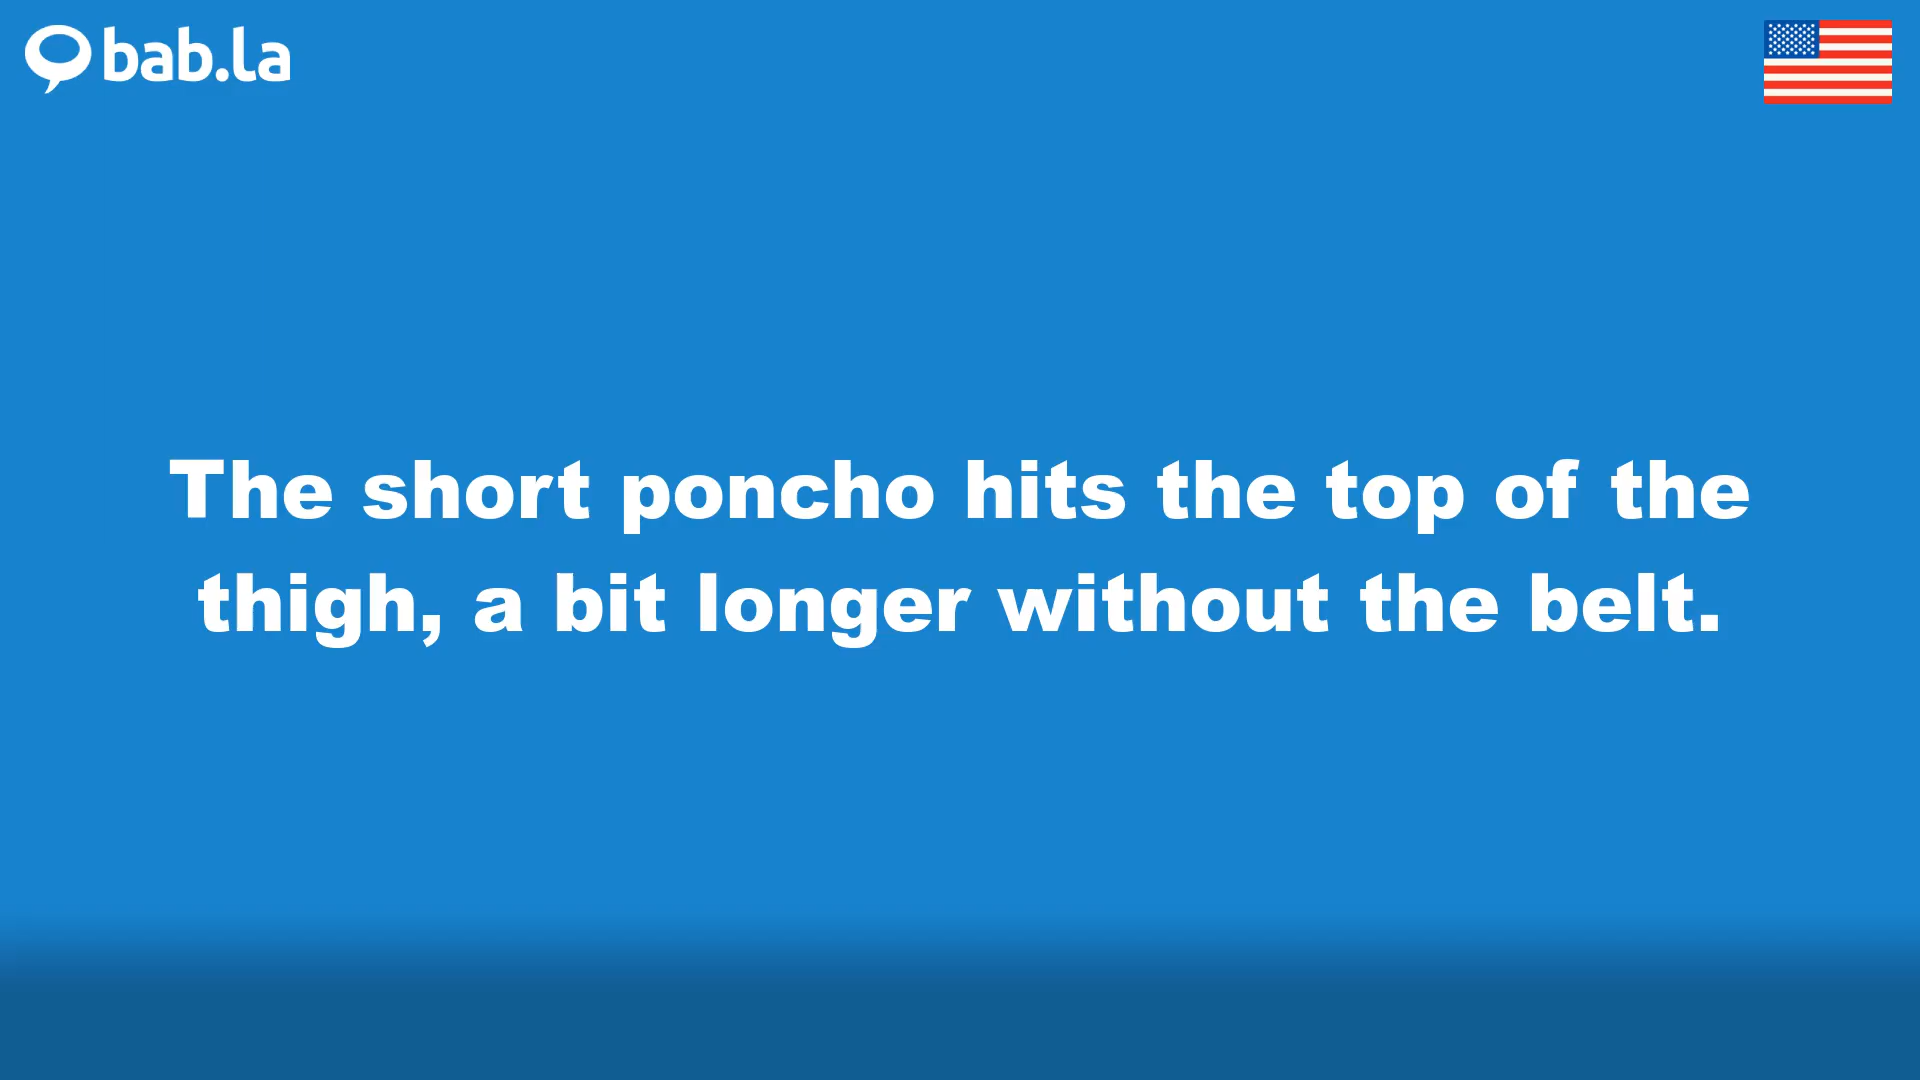 bab.la
The short poncho hits the top of the
thigh, a bit longer without the belt.